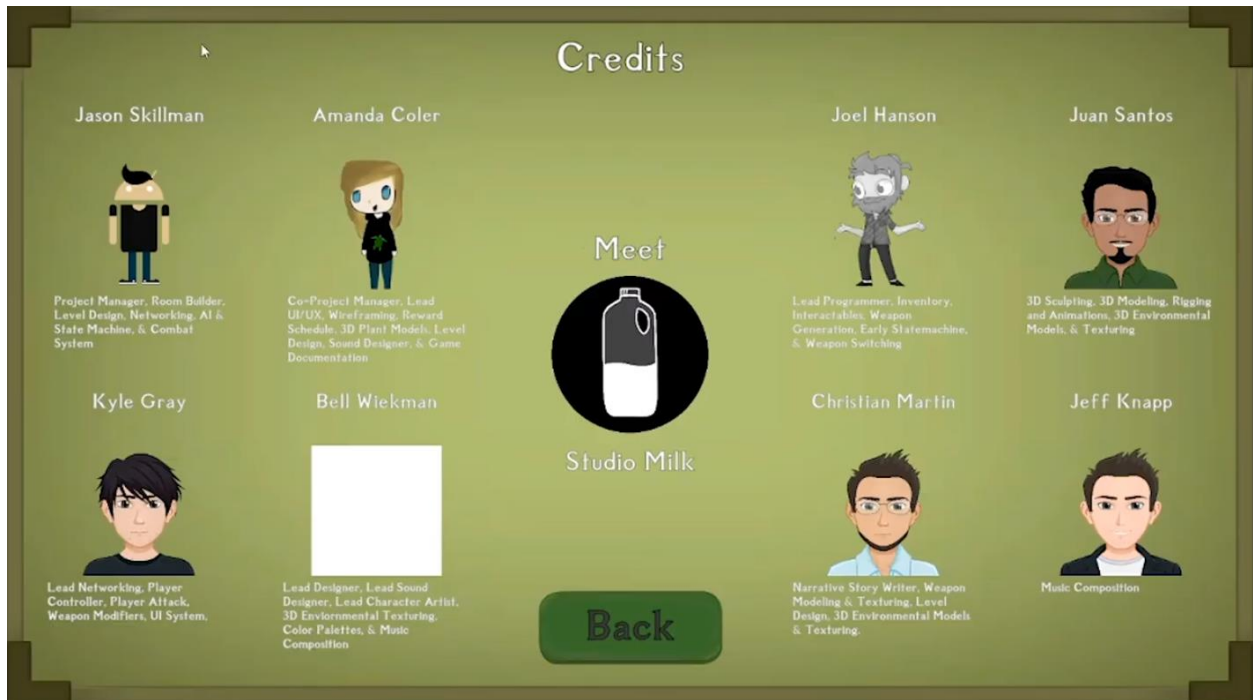 Credits
Jason Skillman
Project Manager, Room Builder,
Level Design, Networking, AI &
State Machine, & Combat
System
Amanda Coler
Co-Project Manager, Lead
UI/UX, Wireframing, Reward
Schedule, 3D Plant Models, Level
Design, Sound Designer, & Game
Documentation
Meet
Studio Milk
Joel Hanson
Lead Programmer, Inventory,
Interactables, Weapon
Generation, Early Statemachine,
& Weapon Switching
Juan Santos
3D Sculpting, 3D Modeling, Rigging
and Animations, 3D Environmental
Models, & Texturing
Kyle Gray
Lead Networking, Player
Controller, Player Attack,
Weapon Modifiers, UI System,
Bell Wiekman
Lead Designer, Lead Sound
Designer, Lead Character Artist,
3D Enviornmental Texturing,
Color Palettes, & Music
Composition
Christian Martin
Narrative Story Writer, Weapon
Modeling & Texturing, Level
Design, 3D Environmental Models
& Texturing.
Jeff Knapp
Music Composition
Back